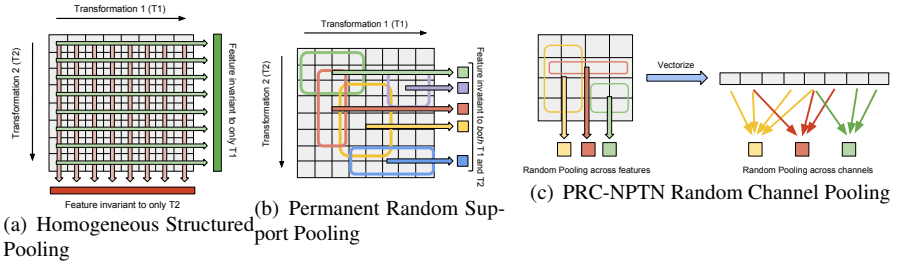 Transformation 1 (T1)
Transformation 2 (T2)
Feature invariant to only T1
Feature invariant to only T2
(a) Homogeneous Structured
Pooling
Transformation 1 (T1)
Transformation 2 (T2)
Feature invariant to both T1 and
T2
(b) Permanent Random Sup-
port Pooling
Vectorize
Random Pooling across features
Random Pooling across channels
(c) PRC-NPTN Random Channel Pooling